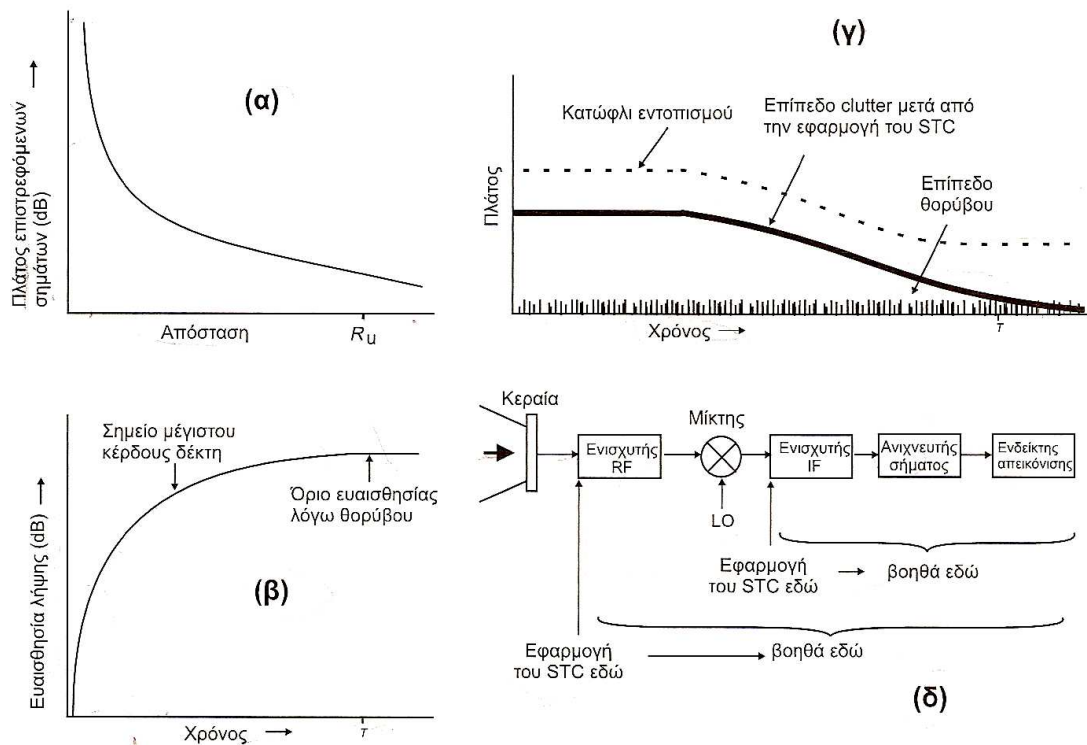 (α)
Πλάτος επιστρεφόμενων
σημάτων (dB)
Απόσταση
Ru
(γ)
Κατώφλι εντοπισμού
Επίπεδο clutter μετά από
την εφαρμογή του STC
Επίπεδο
θορύβου
Πλάτος
Χρόνος
T
Σημείο μέγιστου
κέρδους δέκτη
Όριο ευαισθησίας
λόγω θορύβου
(β)
Ευαισθησία λήψης (dB)
Χρόνος
T
Κεραία
Ενισχυτής
RF
Μίκτης
LO
Ενισχυτής
IF
Ανιχνευτής
σήματος
Ενδείκτης
απεικόνισης
Εφαρμογή
του STC εδώ
βοηθά εδώ
Εφαρμογή
του STC εδώ
βοηθά εδώ
(δ)